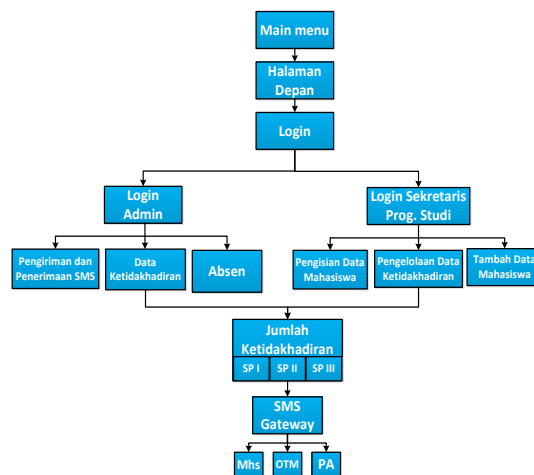 Main menu
Halaman
Depan
Login
Login
Admin
Login Sekretaris
Prog. Studi
Pengiriman dan
Penerimaan SMS
Data
Ketidakhadiran
Absen
Pengisian Data
Mahasiswa
Pengelolaan Data
Ketidakhadiran
Tambah Data
Mahasiswa
Jumlah
Ketidakhadiran
SP I
SP II
SP III
SMS
Gateway
Mhs
OTM
PA